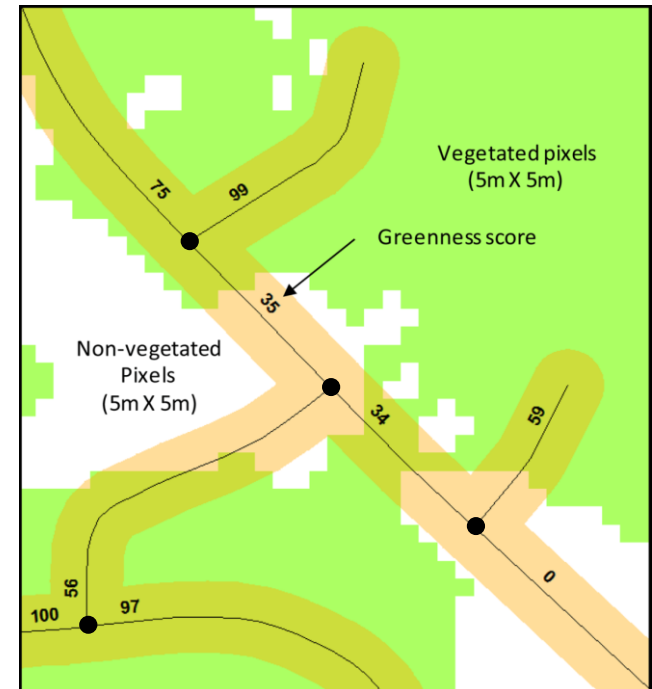 Vegetated pixels
(5m X 5m)
75
99
Greenness score
35
Non-vegetated
Pixels
(5m X 5m)
34
59
56
0
100
97